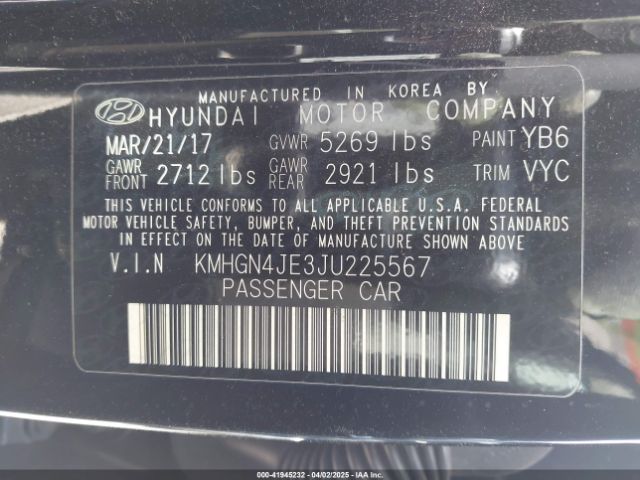 MANUFACTURED IN KOREA BY
HYUNDAI MOTOR COMPANY
MAR/21/17 GVWR 5269 lbs PAINT YB6
GAWR FRONT 2712 lbs GAWR REAR 2921 lbs TRIM VYC
THIS VEHICLE CONFORMS TO ALL APPLICABLE U.S.A. FEDERAL
MOTOR VEHICLE SAFETY, BUMPER, AND THEFT PREVENTION STANDARDS
IN EFFECT ON THE DATE OF MANUFACTURE SHOWN ABOVE.
V.I.N KMHGN4JE3JU225567
PASSENGER CAR
000-41945232 - 04/02/2025 - IAAI, Inc.